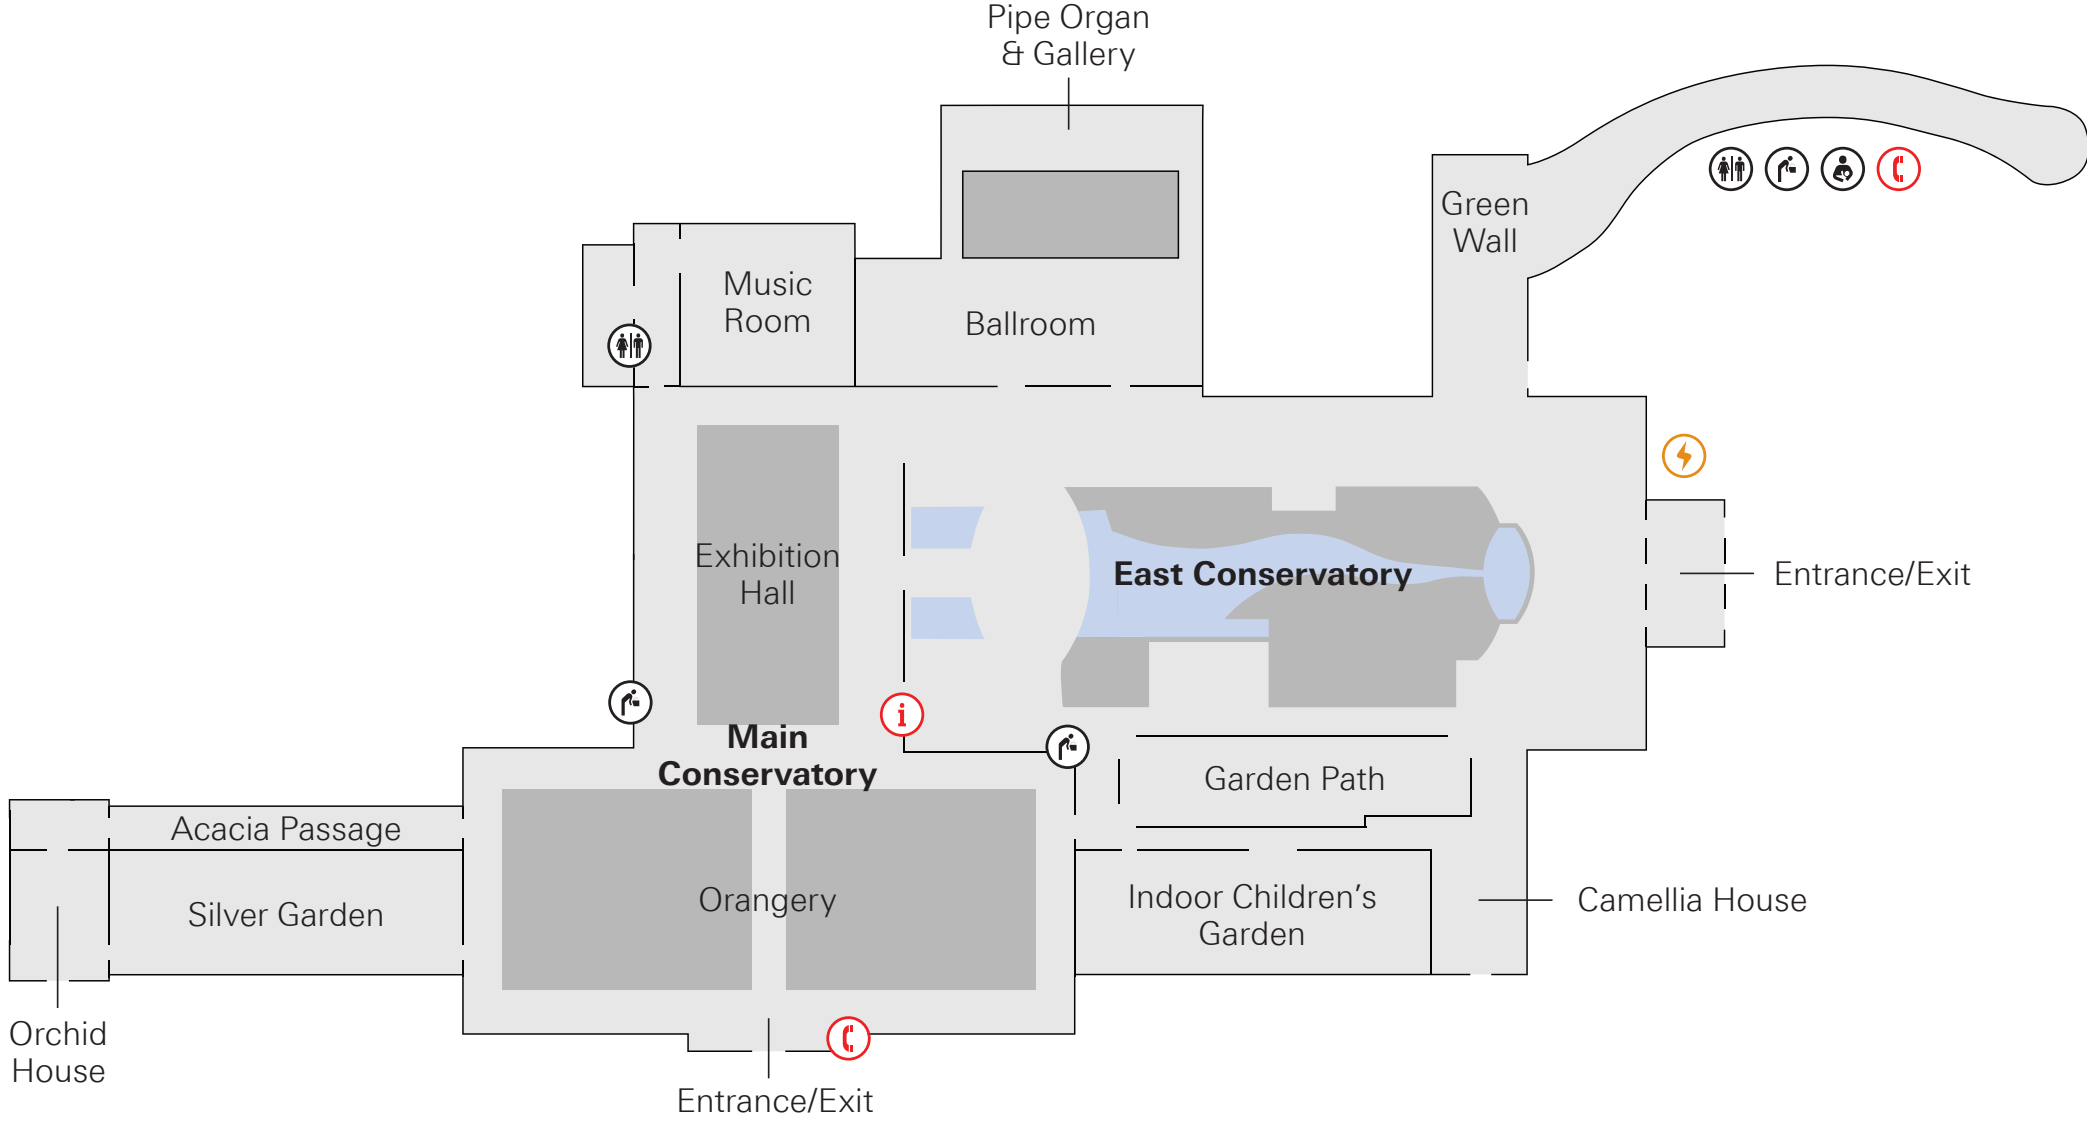 Pipe Organ
& Gallery
Green
Wall
Music
Room
Ballroom
Exhibition
Hall
East Conservatory
Entrance/Exit
i
Main
Conservatory
Garden Path
Acacia Passage
Silver Garden
Orangery
Indoor Children's
Garden
Camellia House
Orchid
House
Entrance/Exit